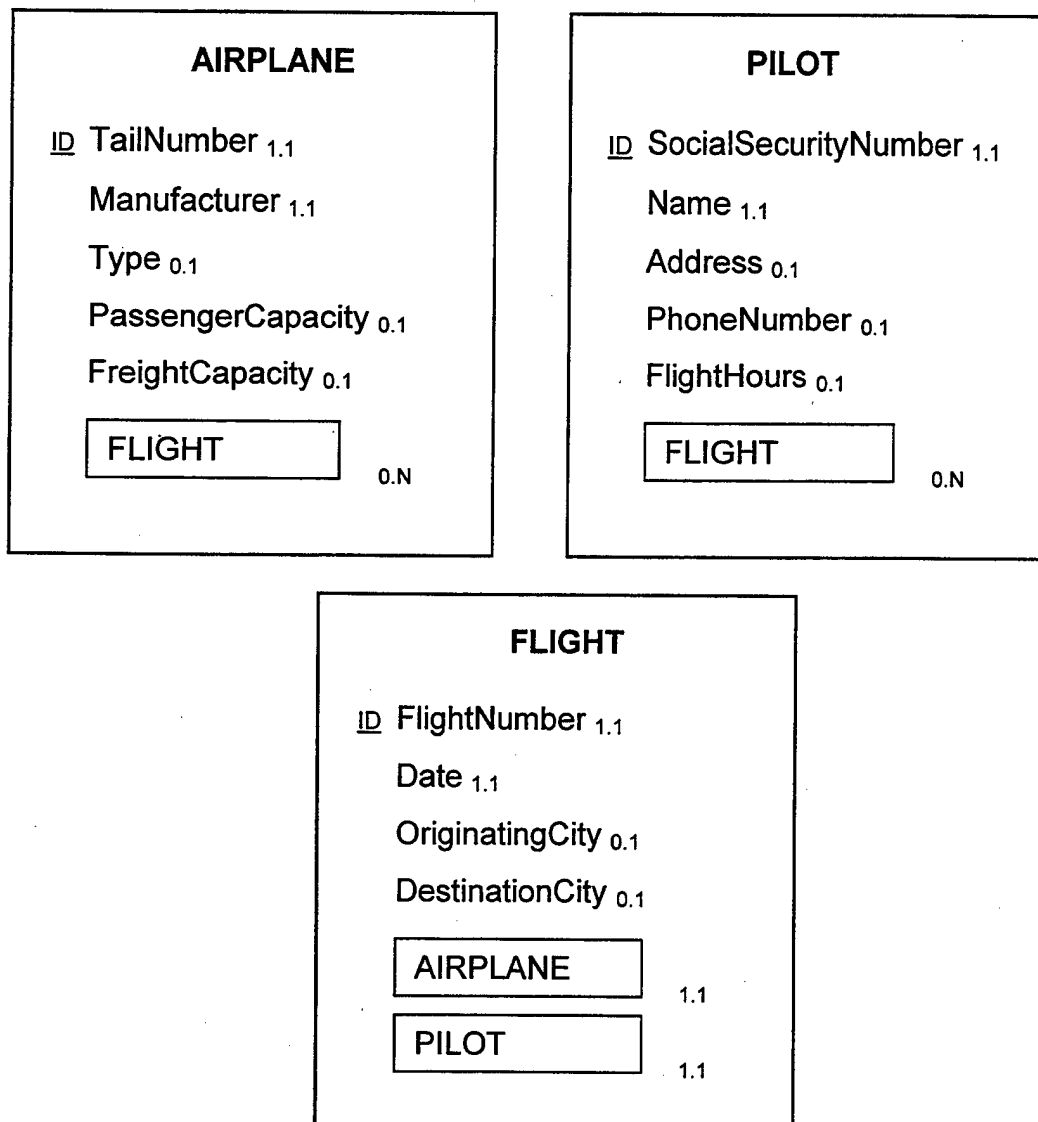 AIRPLANE
ID TailNumber 1.1
Manufacturer 1.1
Type 0.1
PassengerCapacity 0.1
FreightCapacity 0.1
FLIGHT 0.N
PILOT
ID SocialSecurityNumber 1.1
Name 1.1
Address 0.1
PhoneNumber 0.1
FlightHours 0.1
FLIGHT 0.N
FLIGHT
ID FlightNumber 1.1
Date 1.1
OriginatingCity 0.1
DestinationCity 0.1
AIRPLANE 1.1
PILOT 1.1